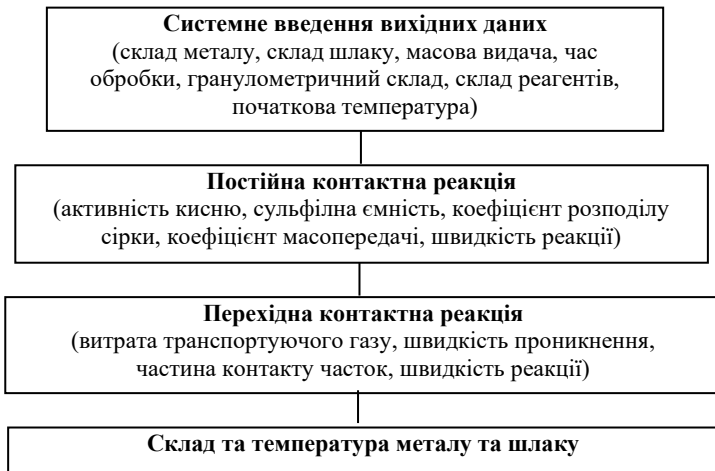 Системне введення вихідних даних
(склад металу, склад шлаку, масова видача, час
обробки, гранулометричний склад, склад реагентів,
початкова температура)
Постійна контактна реакція
(активність кисню, сульфілна ємність, коефіцієнт розподілу
сірки, коефіцієнт масопередачі, швидкість реакції)
Перехідна контактна реакція
(витрата транспортуючого газу, швидкість проникнення,
частина контакту часток, швидкість реакції)
Склад та температура металу та шлаку